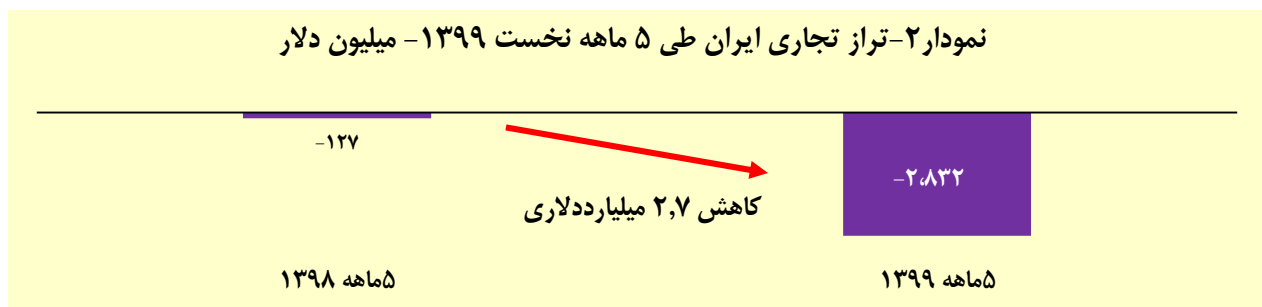 نمودار۲-تراز تجاری ایران طی ۵ ماهه نخست ۱۳۹۹- میلیون دلار
-۱۲۷
-۲،۸۳۲
کاهش ۲,۷ میلیارددلاری
۵ماهه ۱۳۹۸
۵ماهه ۱۳۹۹